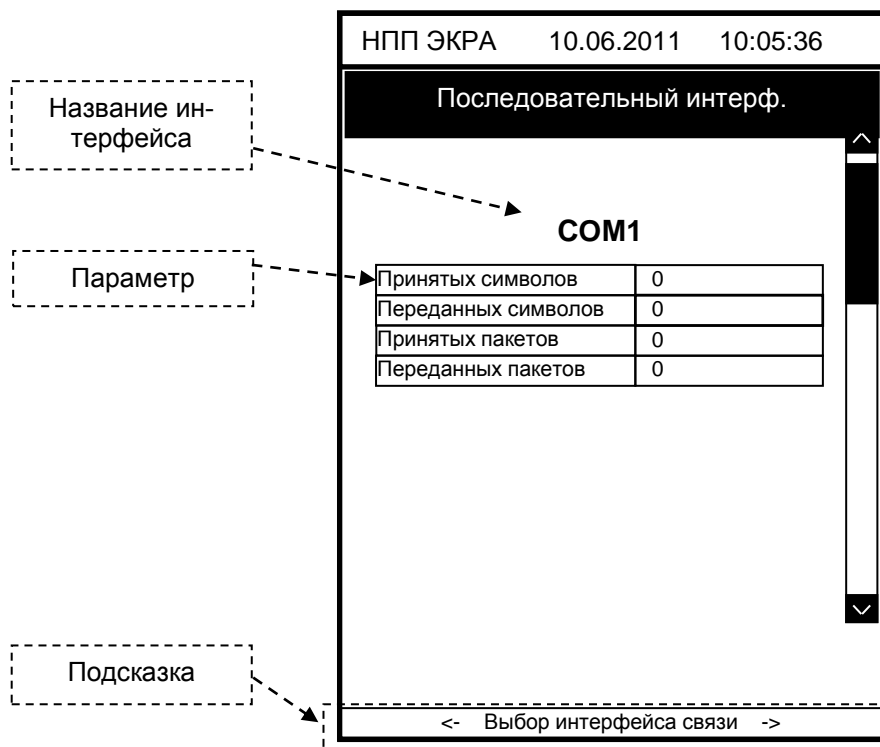 НПП ЭКРА 10.06.2011 10:05:36
Последовательный интерф.
Название ин-
терфейса
COM1
Параметр
Принятых символов 0
Переданных символов 0
Принятых пакетов 0
Переданных пакетов 0
Подсказка
<- Выбор интерфейса связи ->